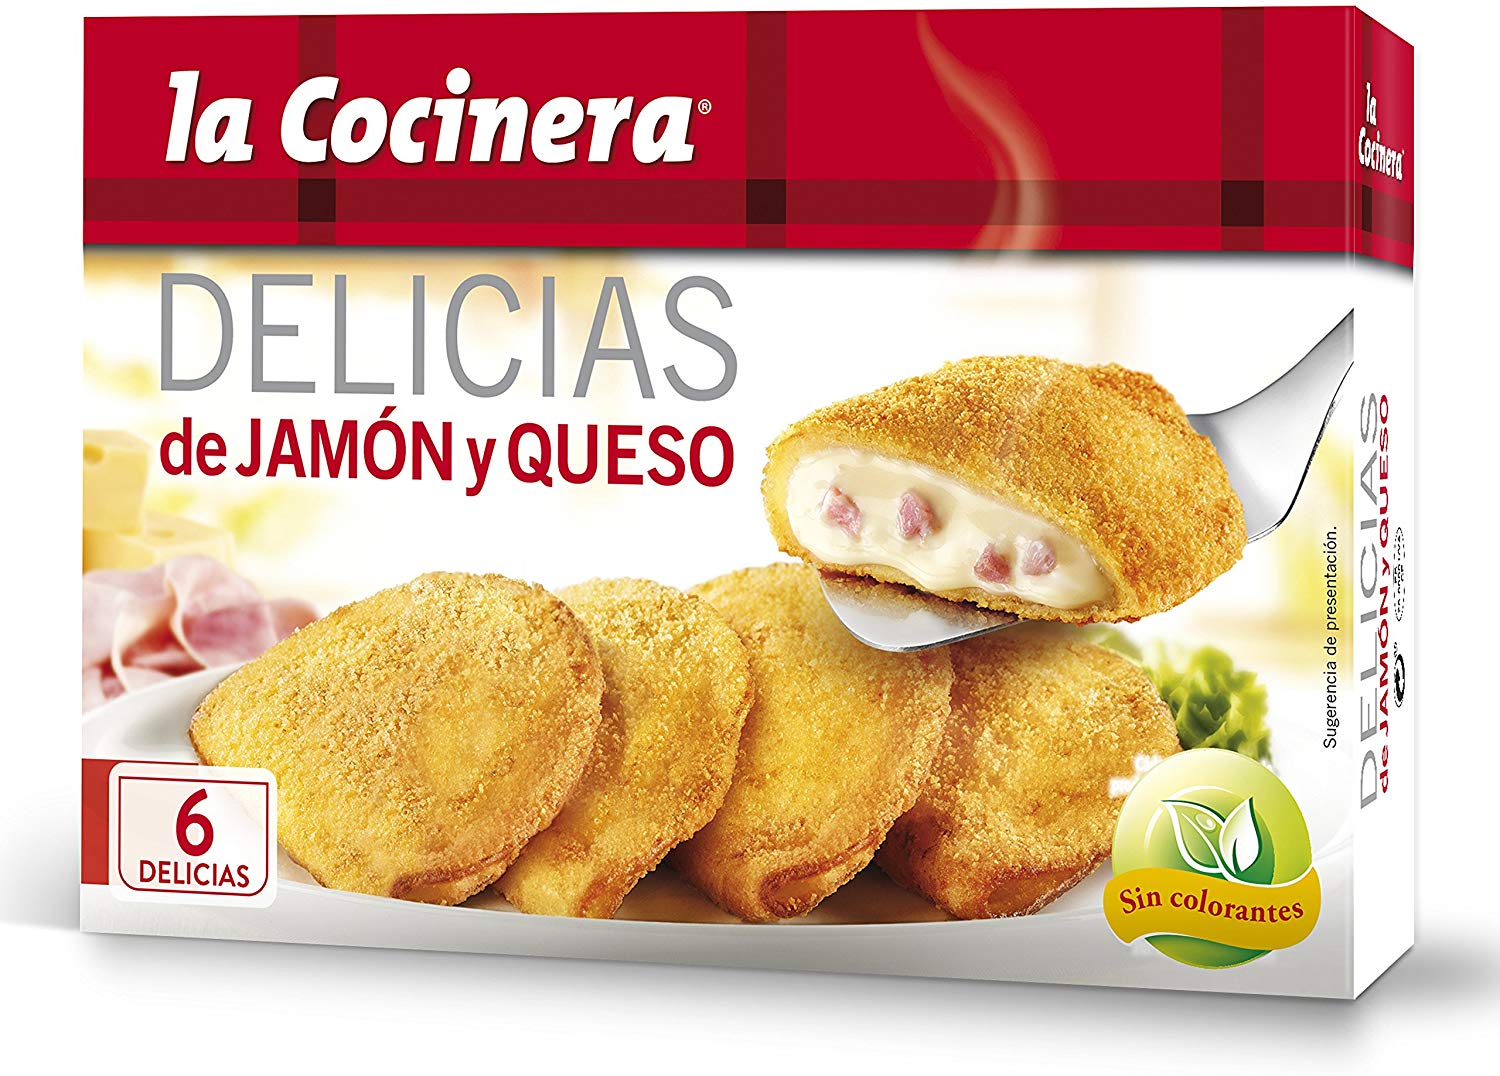 la Cocinera®
DELICIAS
de JAMÓN y QUESO
6
DELICIAS
Sugerencia de presentación.
Sin colorantes
la
Cocinera
DELICIAS
de JAMÓN y QUESO